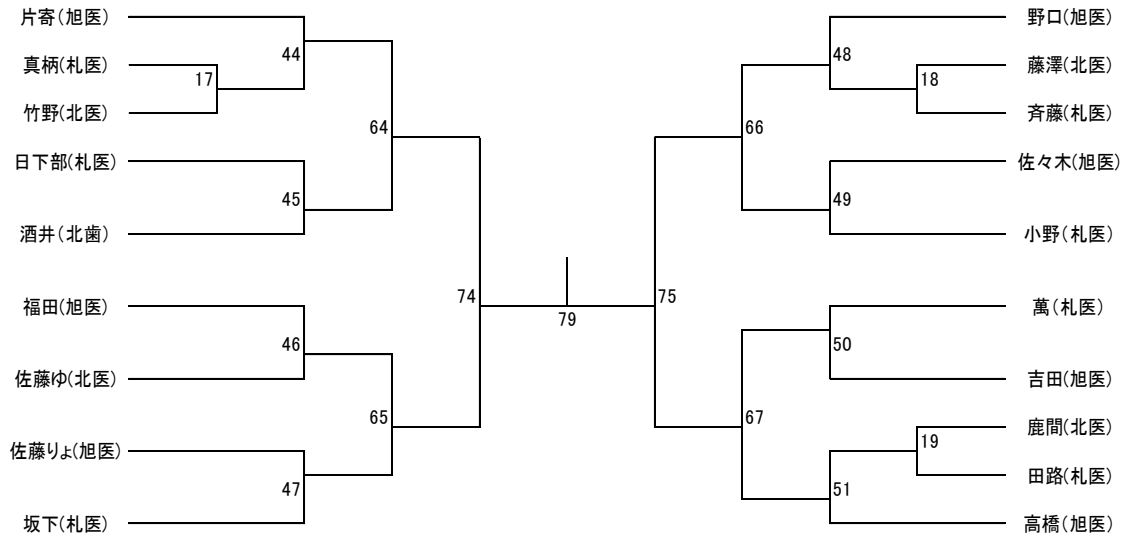 片寄(旭医)
真柄(札医)
竹野(北医)
日下部(札医)
酒井(北歯)
福田(旭医)
佐藤ゆ(北医)
佐藤りょ(旭医)
坂下(札医)
17
44
45
46
47
64
65
74
79
75
66
67
48
49
50
51
18
19
野口(旭医)
藤澤(北医)
斉藤(札医)
佐々木(旭医)
小野(札医)
萬(札医)
吉田(旭医)
鹿間(北医)
田路(札医)
高橋(旭医)